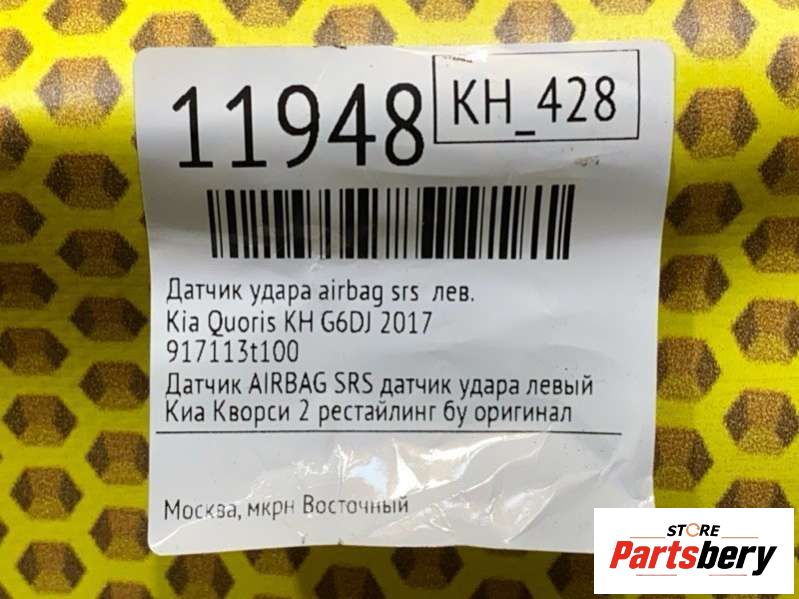 11948
KH_428
Датчик удара airbag srs лев.
Kia Quoris KH G6DJ 2017
917113t100
Датчик AIRBAG SRS датчик удара левый
Киа Кворси 2 рестайлинг бу оригинал
Москва, мкрн Восточный
STORE
Partsbery